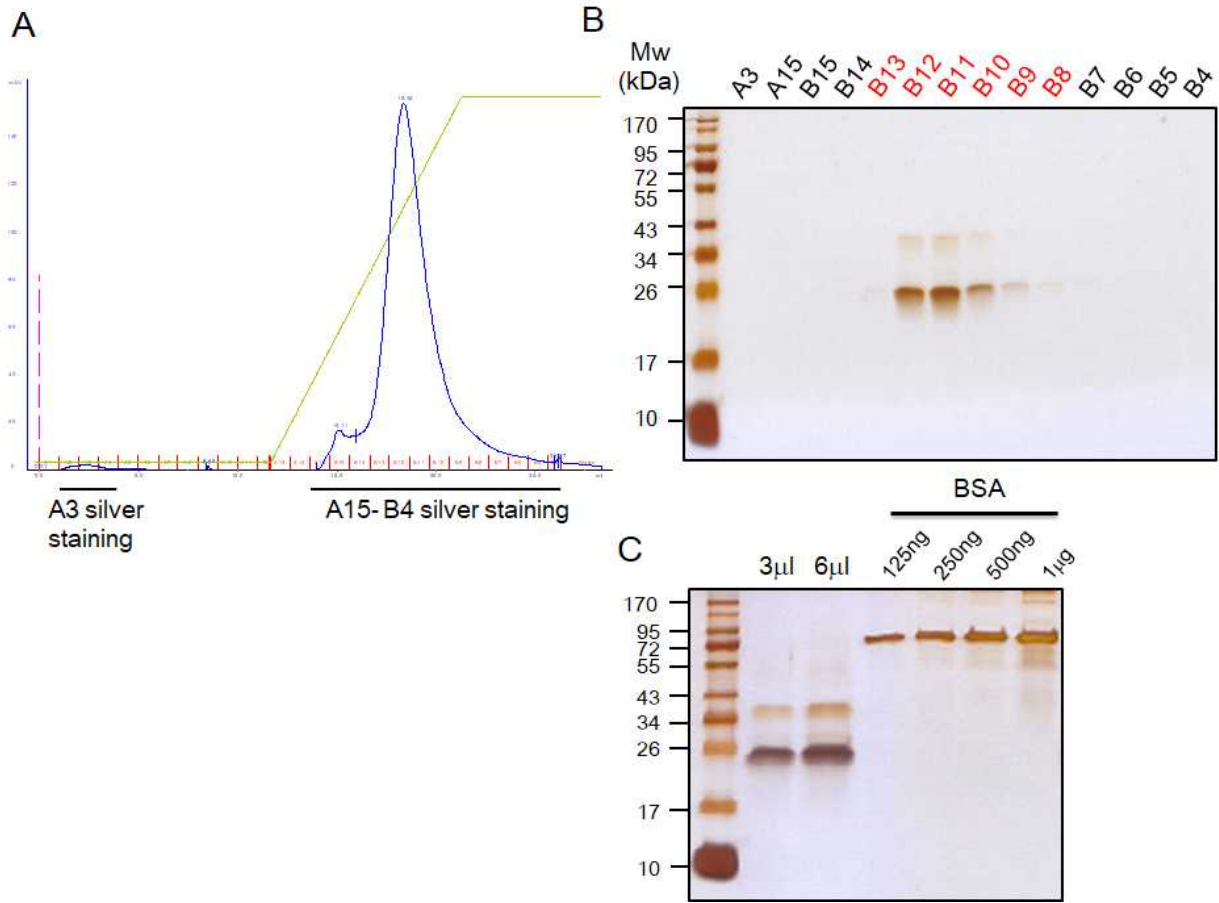 A
A3 silver
staining
A15- B4 silver staining
B
Mw
(kDa)
A3
A15
B15
B14
B13
B12
B11
B10
B9
B8
B7
B6
B5
B4
170
95
72
55
43
34
26
17
10
C
BSA
3µl
6µl
125ng
250ng
500ng
1µg
170
95
72
55
43
34
26
17
10